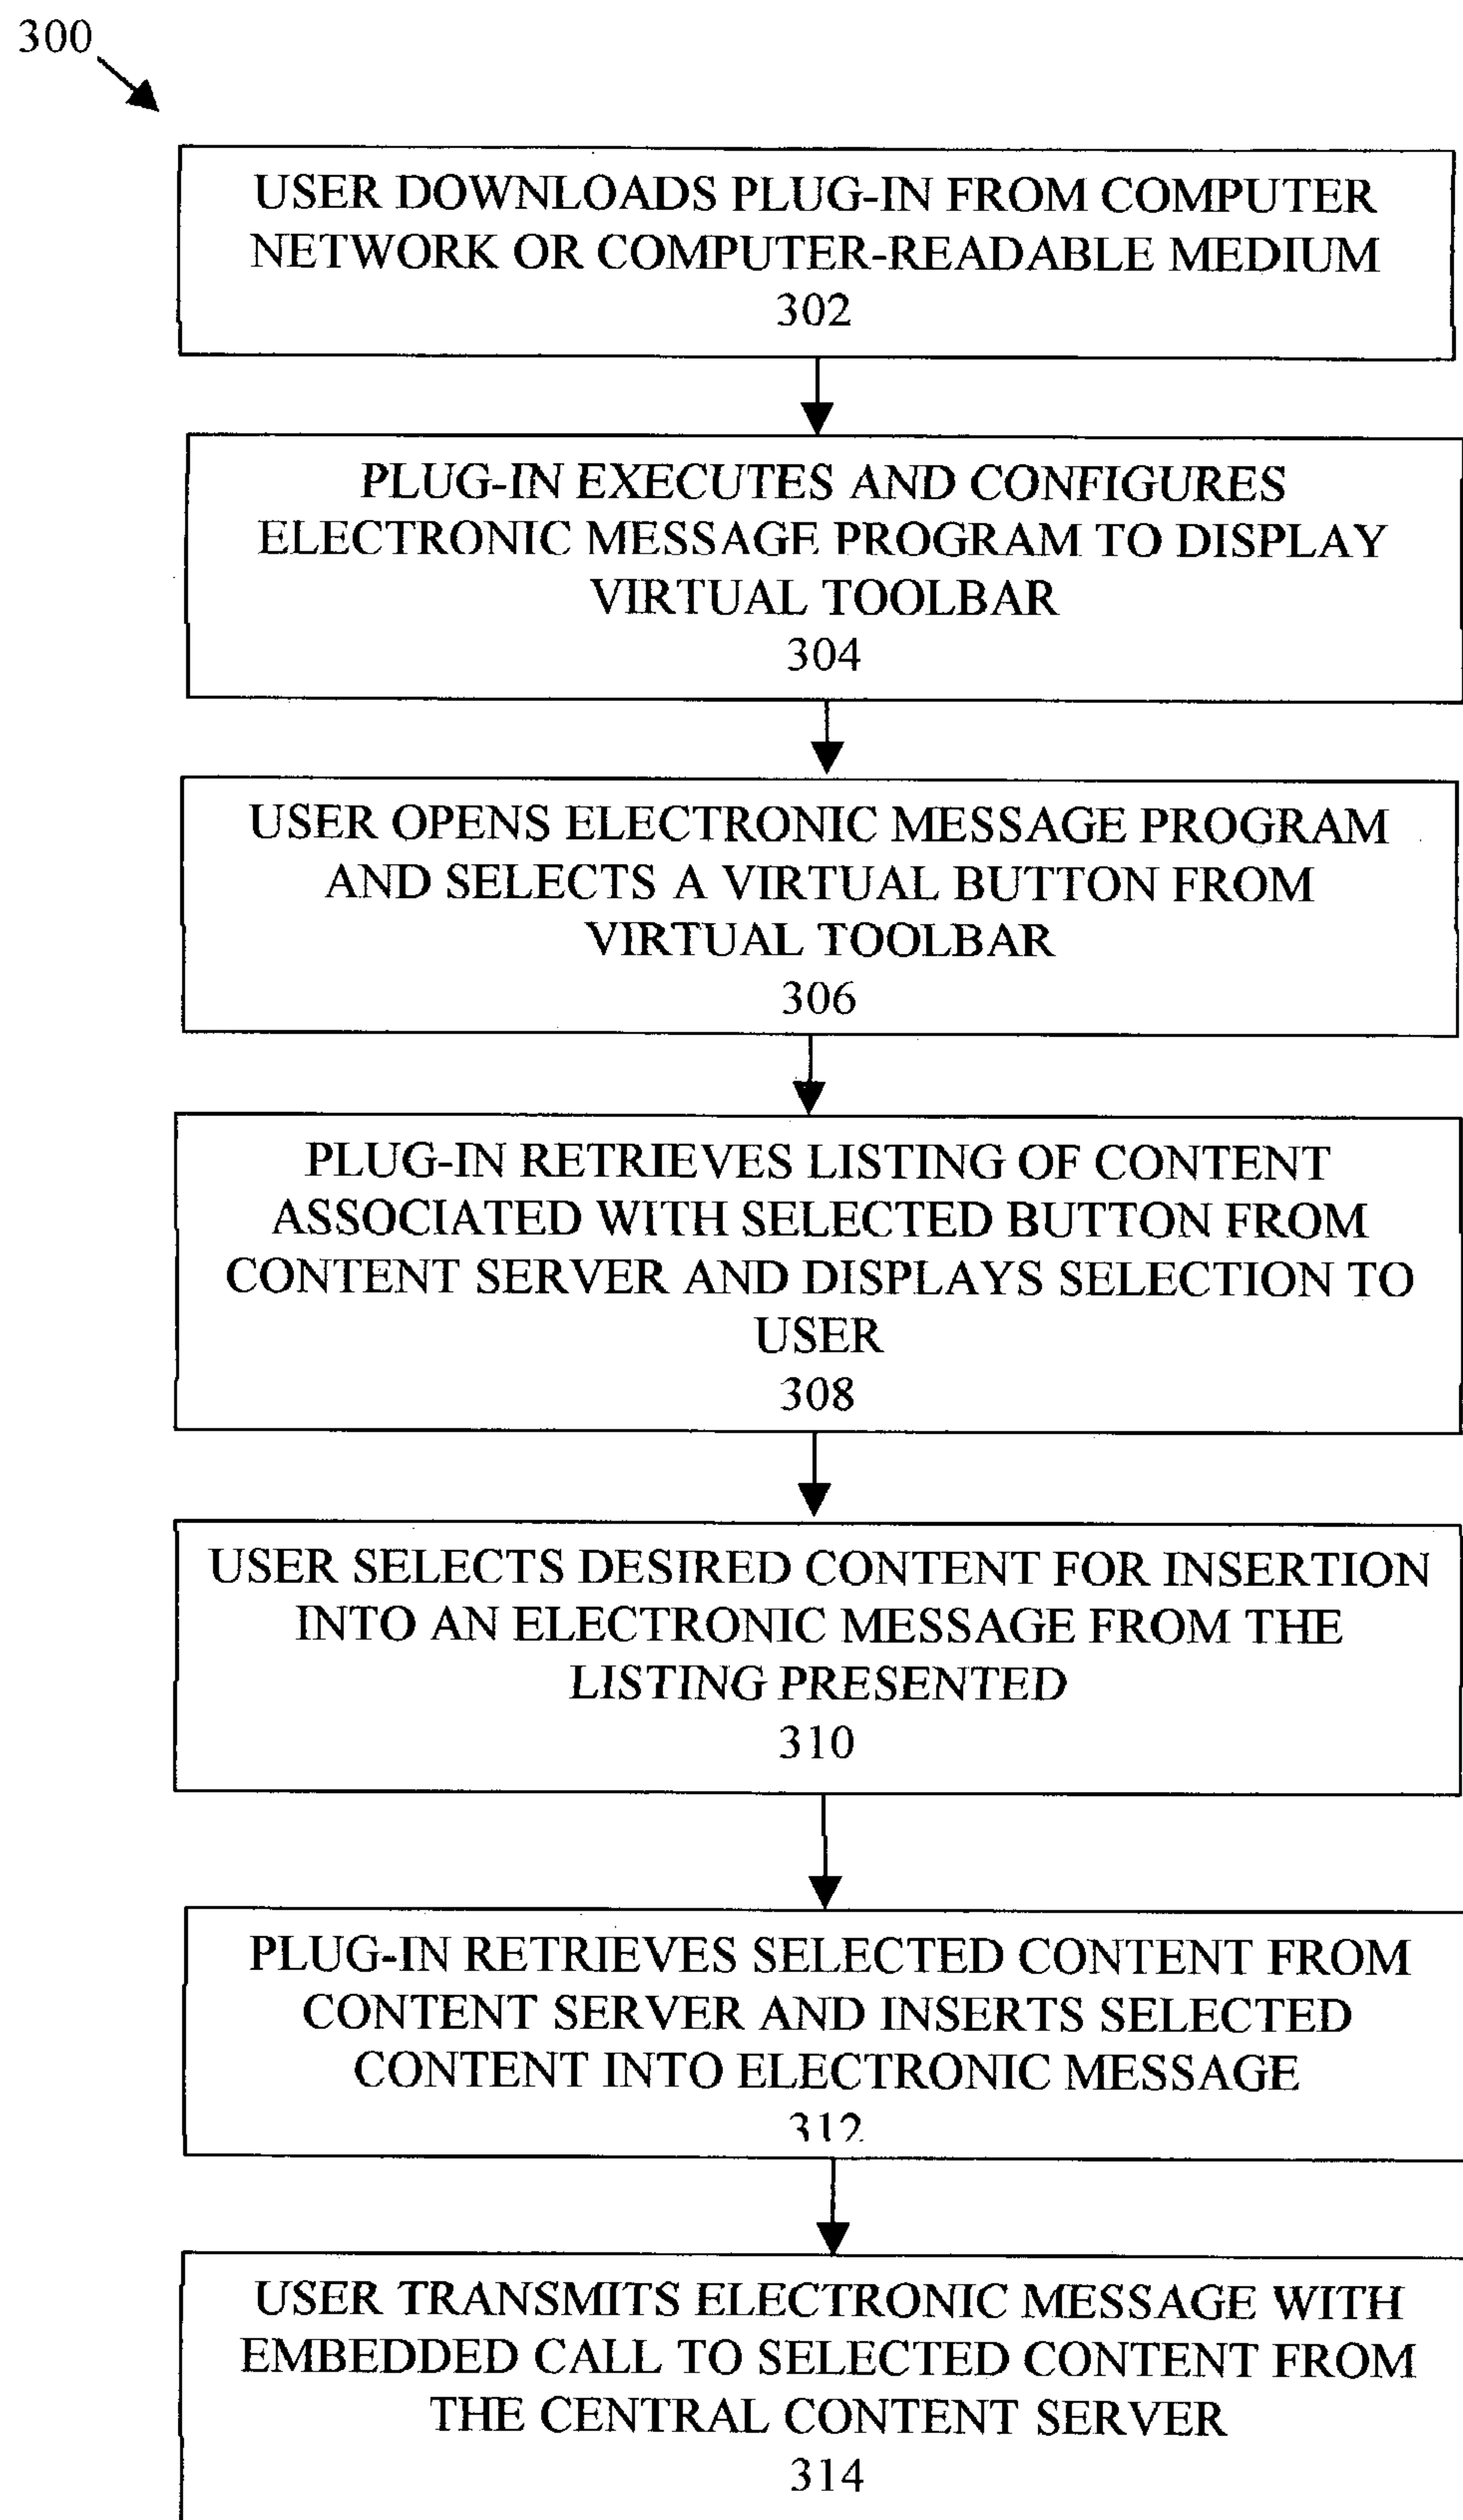 300
USER DOWNLOADS PLUG-IN FROM COMPUTER
NETWORK OR COMPUTER-READABLE MEDIUM
302
PLUG-IN EXECUTES AND CONFIGURES
ELECTRONIC MESSAGE PROGRAM TO DISPLAY
VIRTUAL TOOLBAR
304
USER OPENS ELECTRONIC MESSAGE PROGRAM
AND SELECTS A VIRTUAL BUTTON FROM
VIRTUAL TOOLBAR
306
PLUG-IN RETRIEVES LISTING OF CONTENT
ASSOCIATED WITH SELECTED BUTTON FROM
CONTENT SERVER AND DISPLAYS SELECTION TO
USER
308
USER SELECTS DESIRED CONTENT FOR INSERTION
INTO AN ELECTRONIC MESSAGE FROM THE
LISTING PRESENTED
310
PLUG-IN RETRIEVES SELECTED CONTENT FROM
CONTENT SERVER AND INSERTS SELECTED
CONTENT INTO ELECTRONIC MESSAGE
312
USER TRANSMITS ELECTRONIC MESSAGE WITH
EMBEDDED CALL TO SELECTED CONTENT FROM
THE CENTRAL CONTENT SERVER
314